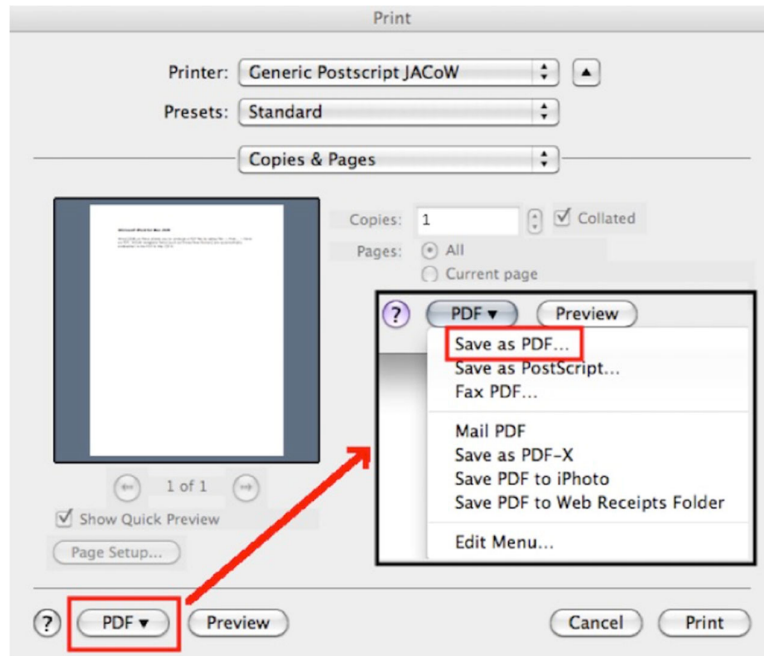 Print
Printer: Generic Postscript JACoW
Presets: Standard
Copies & Pages
Copies: 1 Collated
Pages: All
Current page
? PDF ▼ Preview
Save as PDF...
Save as PostScript...
Fax PDF...
Mail PDF
Save as PDF-X
Save PDF to iPhoto
Save PDF to Web Receipts Folder
Edit Menu...
1 of 1
Show Quick Preview
Page Setup...
? PDF ▼ Preview Cancel Print